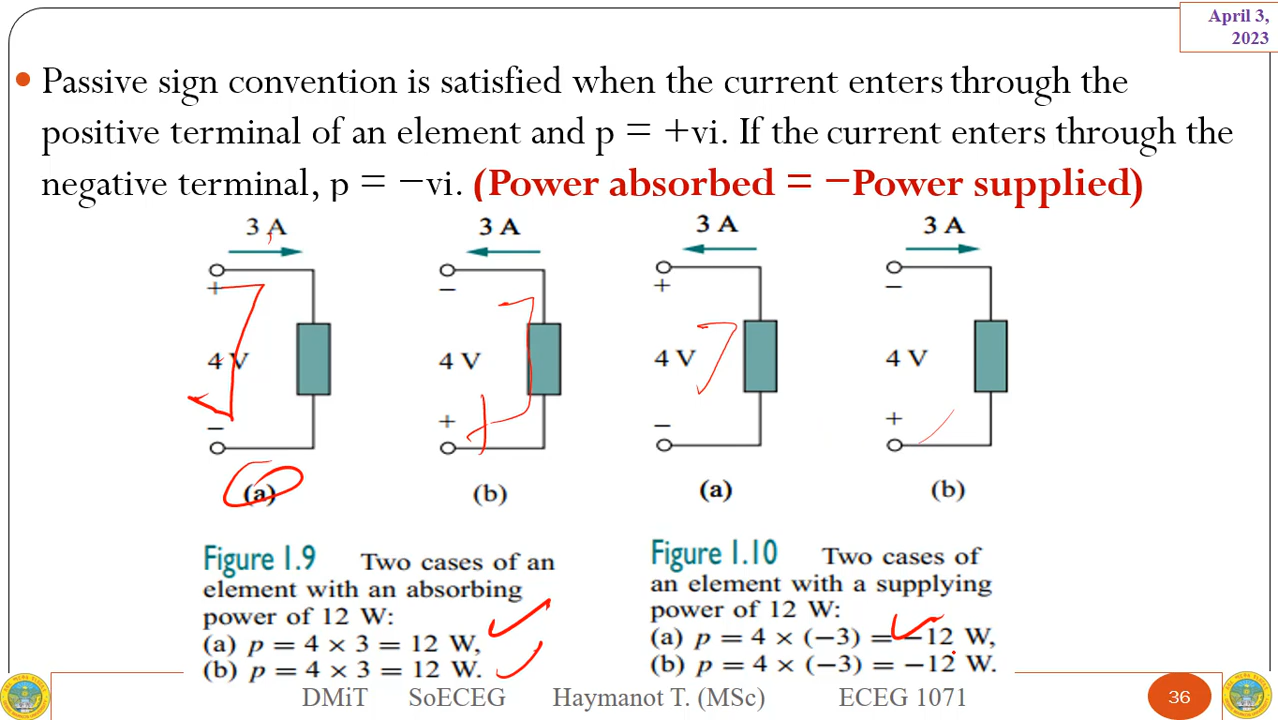 April 3,
2023
• Passive sign convention is satisfied when the current enters through the
positive terminal of an element and p = +vi. If the current enters through the
negative terminal, p = −vi. (Power absorbed = −Power supplied)
3 A
3 A
3 A
3 A
+
−
+
−
4 V
4 V
4 V
4 V
−
+
−
+
(a)
(b)
(a)
(b)
Figure 1.9 Two cases of an
element with an absorbing
power of 12 W:
(a) p = 4 × 3 = 12 W,
(b) p = 4 × 3 = 12 W.
Figure 1.10 Two cases of
an element with a supplying
power of 12 W:
(a) p = 4 × (−3) = −12 W,
(b) p = 4 × (−3) = −12 W.
DMiT SoECEG Haymanot T. (MSc) ECEG 1071
36